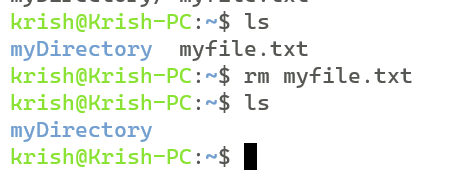 krish@Krish-PC:~$ ls
myDirectory  myfile.txt
krish@Krish-PC:~$ rm myfile.txt
krish@Krish-PC:~$ ls
myDirectory
krish@Krish-PC:~$